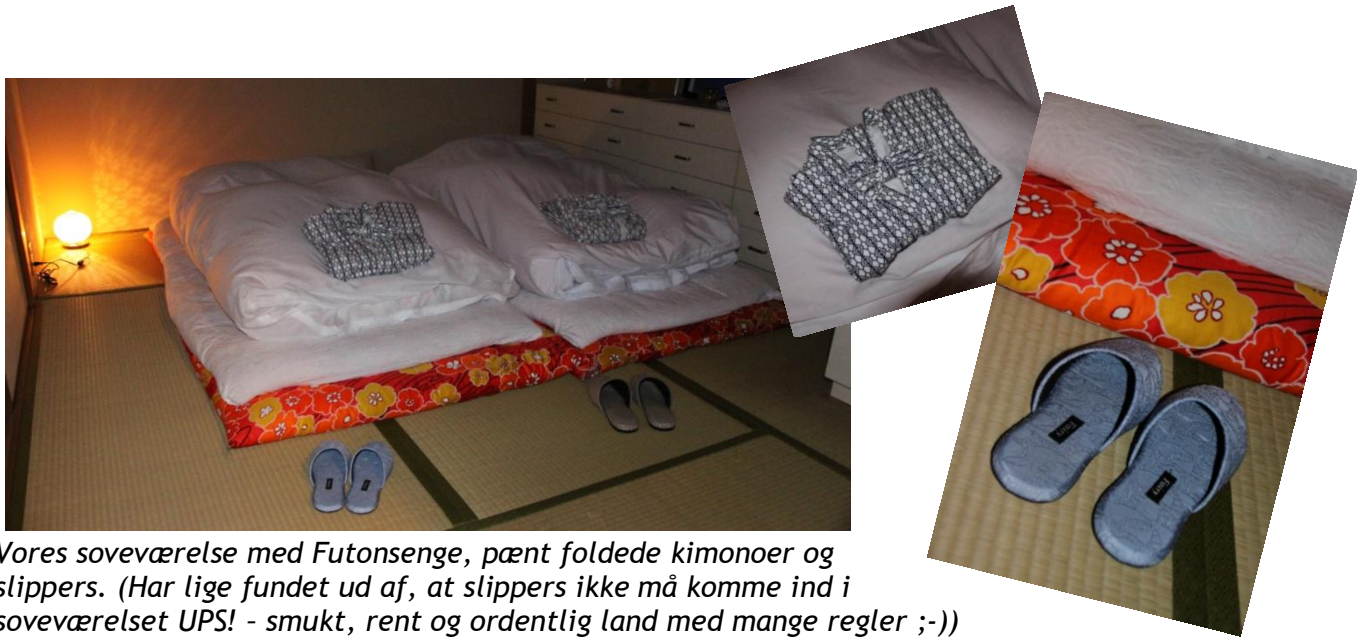 Vores soveværelse med Futonsenge, pænt foldede kimonoer og
slippers. (Har lige fundet ud af, at slippers ikke må komme ind i
soveværelset UPS! - smukt, rent og ordentlig land med mange regler ;-))